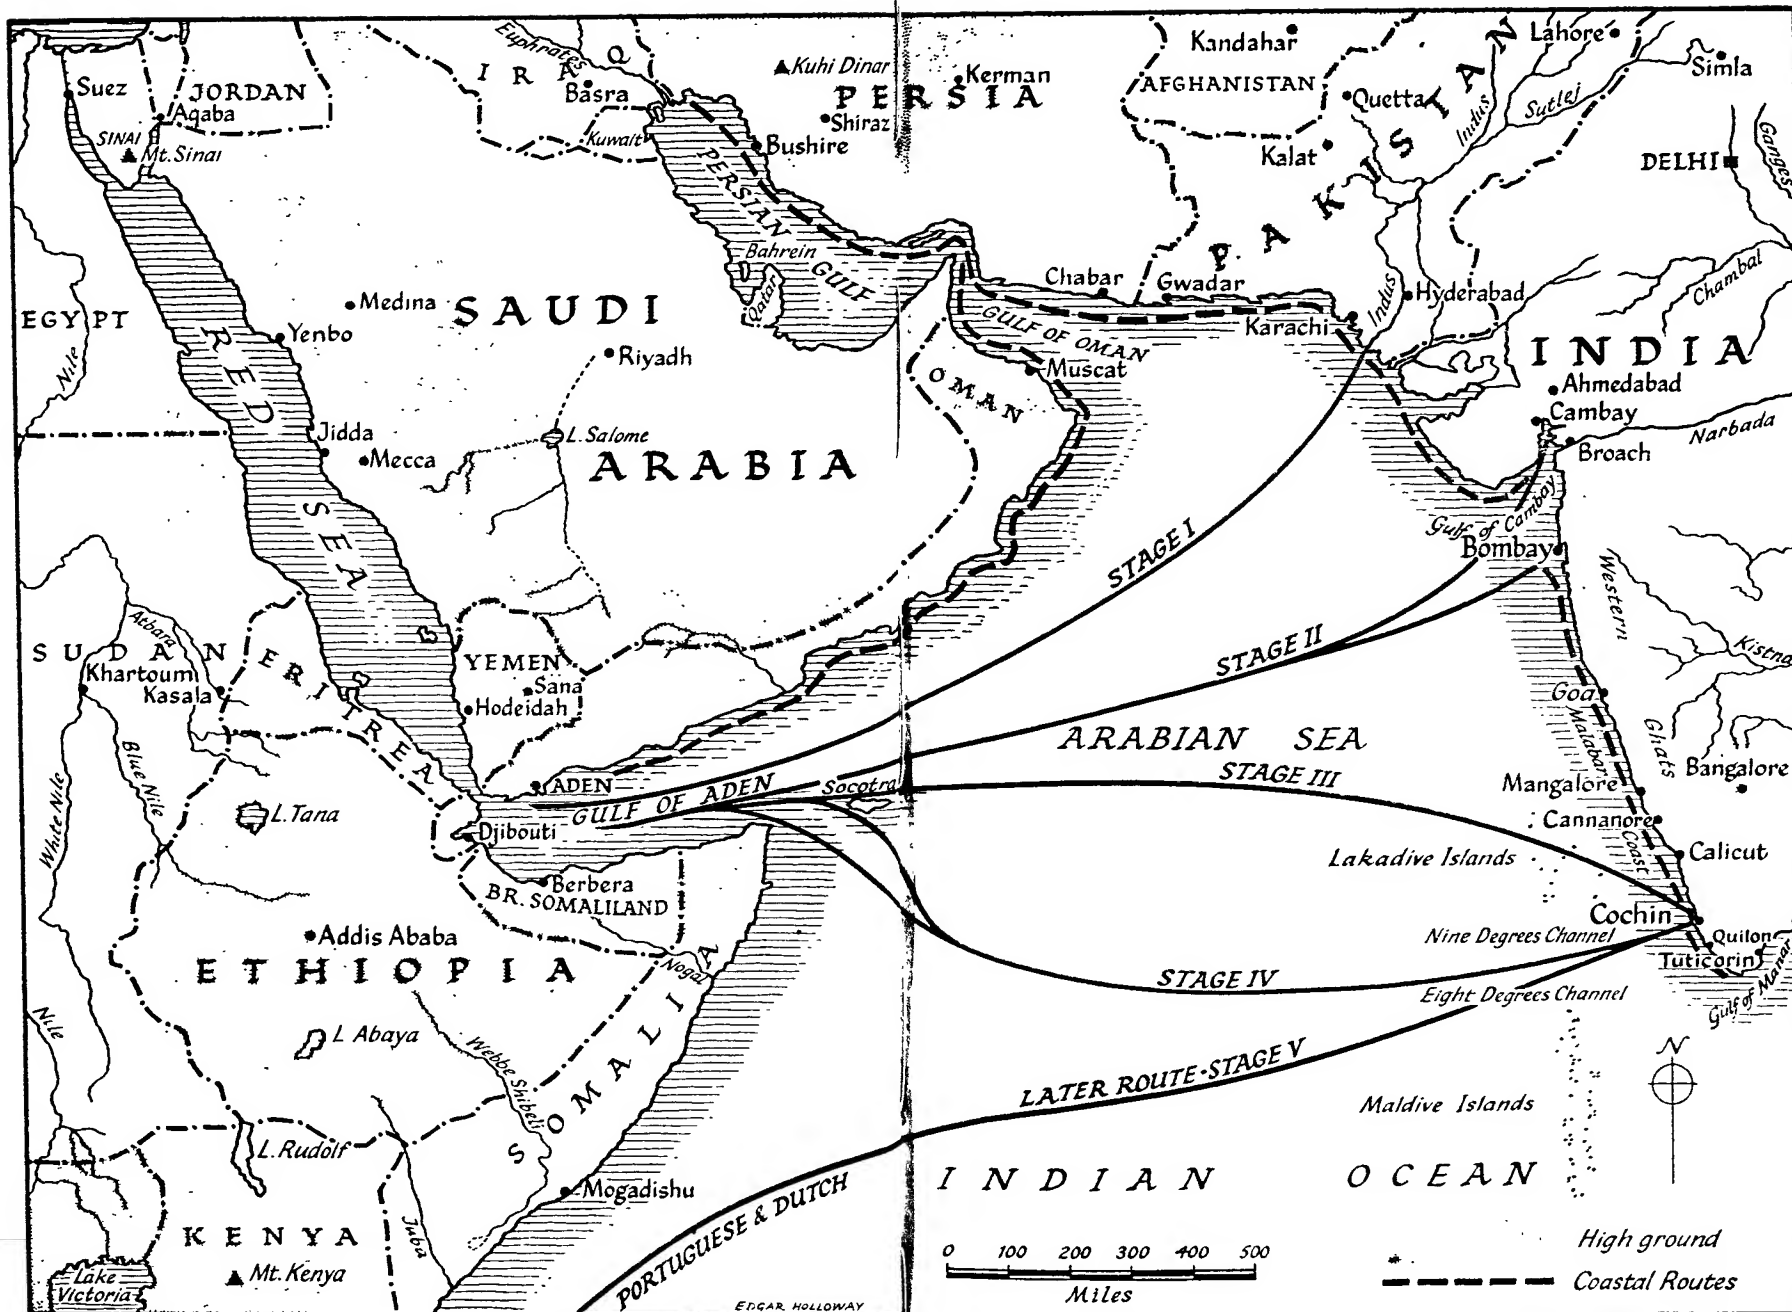 Suez
JORDAN
Aqaba
SINAI
Mt. Sinai
IRAQ
Euphrates
Basra
Kuwait
Kuhi Dinar
Kerman
PERSIA
Shiraz
Bushire
Kandahar
AFGHANISTAN
Quetta
Kalat
PAKISTAN
Indus
Sutlej
Lahore
Simla
DELHI
Ganges
PERSIAN GULF
Bahrein
Qatar
EGYPT
Nile
Medina
Yenbo
SAUDI
ARABIA
Riyadh
L. Salome
Jidda
Mecca
RED SEA
Chabar
Gwadar
GULF OF OMAN
Muscat
OMAN
Karachi
Indus
Hyderabad
Chambal
INDIA
Ahmedabad
Cambay
Broach
Narbada
Gulf of Cambay
Bombay
Western
Ghats
Kistna
Goa
Malabar
Coast
Bangalore
Mangalore
Cannanore
Calicut
Cochin
Quilon
Tuticorin
Gulf of Manar
SUDAN
Atbara
Khartoum
Kasala
ERITREA
YEMEN
Sana
Hodeidah
ADEN
GULF OF ADEN
Socotra
STAGE I
STAGE II
ARABIAN SEA
STAGE III
Lakadive Islands
Nine Degrees Channel
STAGE IV
Eight Degrees Channel
LATER ROUTE·STAGE V
PORTUGUESE & DUTCH
Maldive Islands
INDIAN OCEAN
White Nile
Blue Nile
L. Tana
Djibouti
Berbera
BR. SOMALILAND
Addis Ababa
ETHIOPIA
Nogal
SOMALIA
Nile
L Abaya
Webbe Shibeli
L. Rudolf
Mogadishu
KENYA
Juba
Mt. Kenya
Lake
Victoria
N
0 100 200 300 400 500
Miles
High ground
Coastal Routes
EDGAR HOLLOWAY